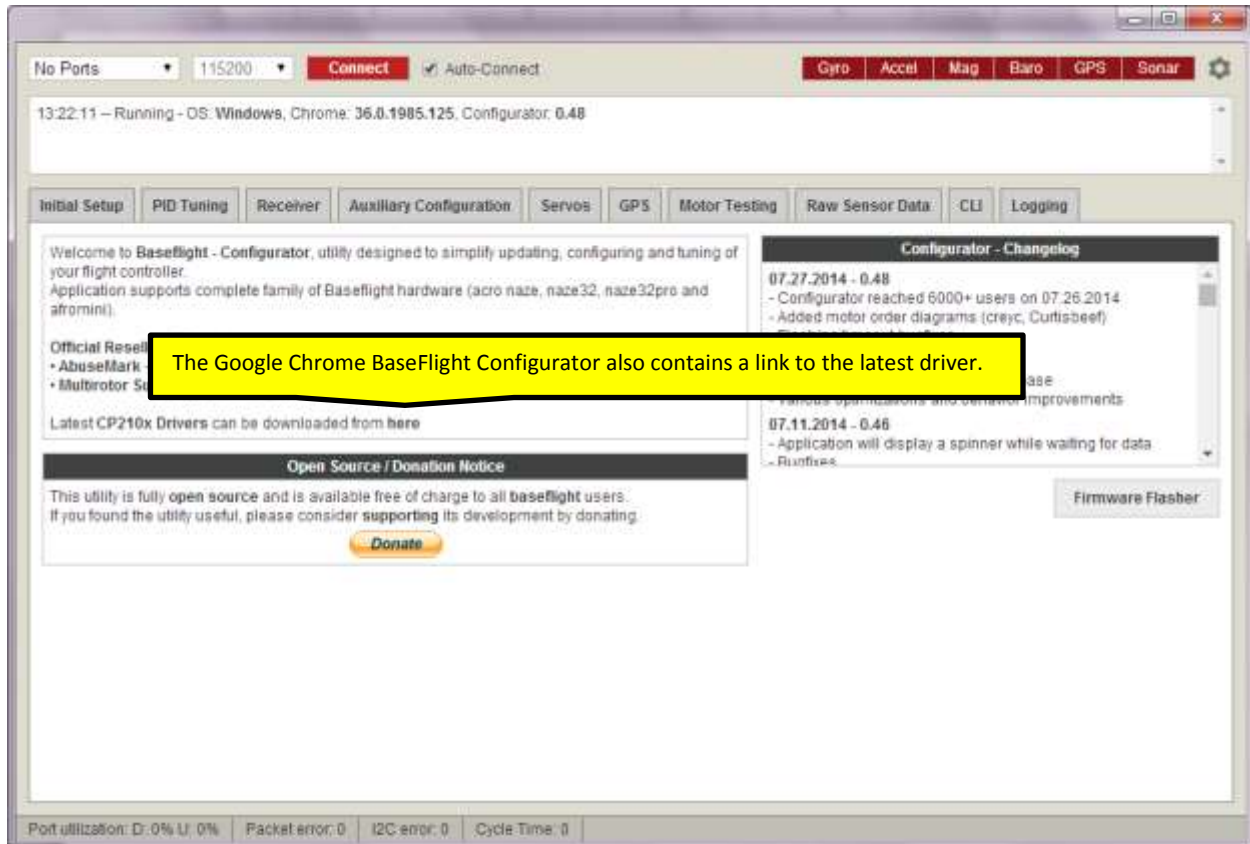 No Ports 115200 Connect Auto-Connect Gyro Accel Mag Baro GPS Sonar
13:22:11 -- Running - OS: Windows, Chrome: 36.0.1985.125, Configurator: 0.48
Initial Setup PID Tuning Receiver Auxiliary Configuration Servos GPS Motor Testing Raw Sensor Data CLI Logging
Welcome to Baseflight - Configurator, utility designed to simplify updating, configuring and tuning of
your flight controller.
Application supports complete family of Baseflight hardware (acro naze, naze32, naze32pro and
afromini).
Official
• AbuseMark
• Multirotor
The Google Chrome BaseFlight Configurator also contains a link to the latest driver.
Latest CP210x Drivers can be downloaded from here
Open Source / Donation Notice
This utility is fully open source and is available free of charge to all baseflight users.
If you found the utility useful, please consider supporting its development by donating.
Donate
Configurator - Changelog
07.27.2014 - 0.48
- Configurator reached 6000+ users on 07.26.2014
- Added motor order diagrams (creyc, Curtisbeef)
- Various optimizations and behavior improvements
07.11.2014 - 0.46
- Application will display a spinner while waiting for data
- Bugfixes
Firmware Flasher
Port utilization: D: 0% U: 0% Packet error: 0 I2C error: 0 Cycle Time: 0